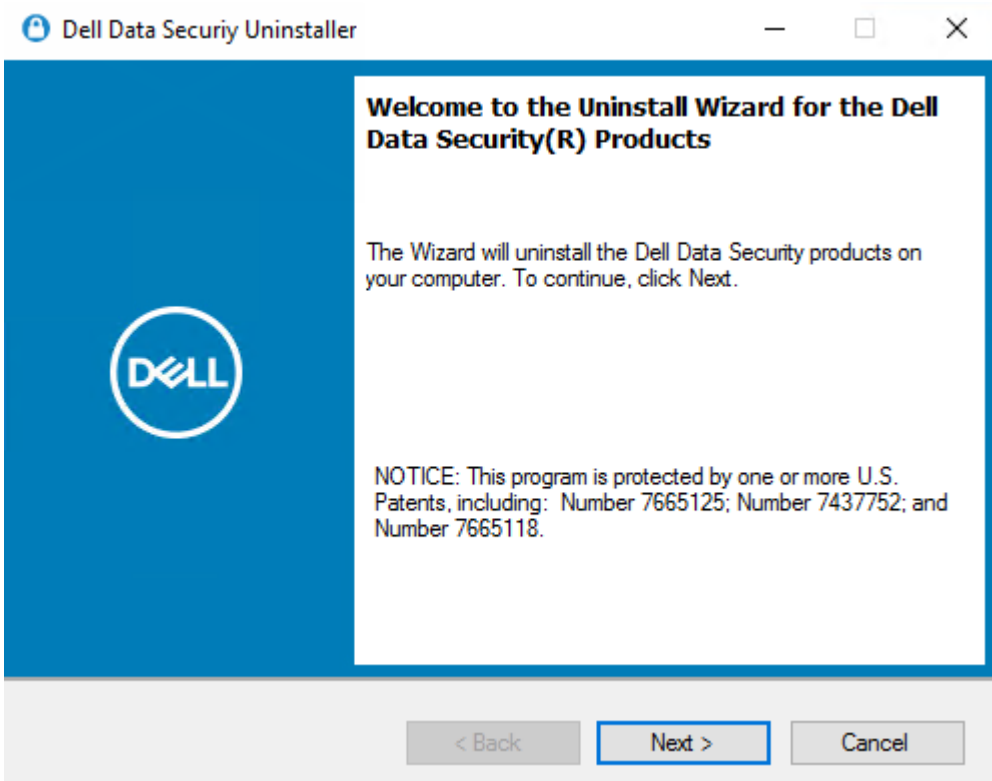 Dell Data Securiy Uninstaller
Welcome to the Uninstall Wizard for the Dell
Data Security(R) Products
The Wizard will uninstall the Dell Data Security products on
your computer. To continue, click Next.
DELL
NOTICE: This program is protected by one or more U.S.
Patents, including:  Number 7665125; Number 7437752; and
Number 7665118.
< Back
Next >
Cancel